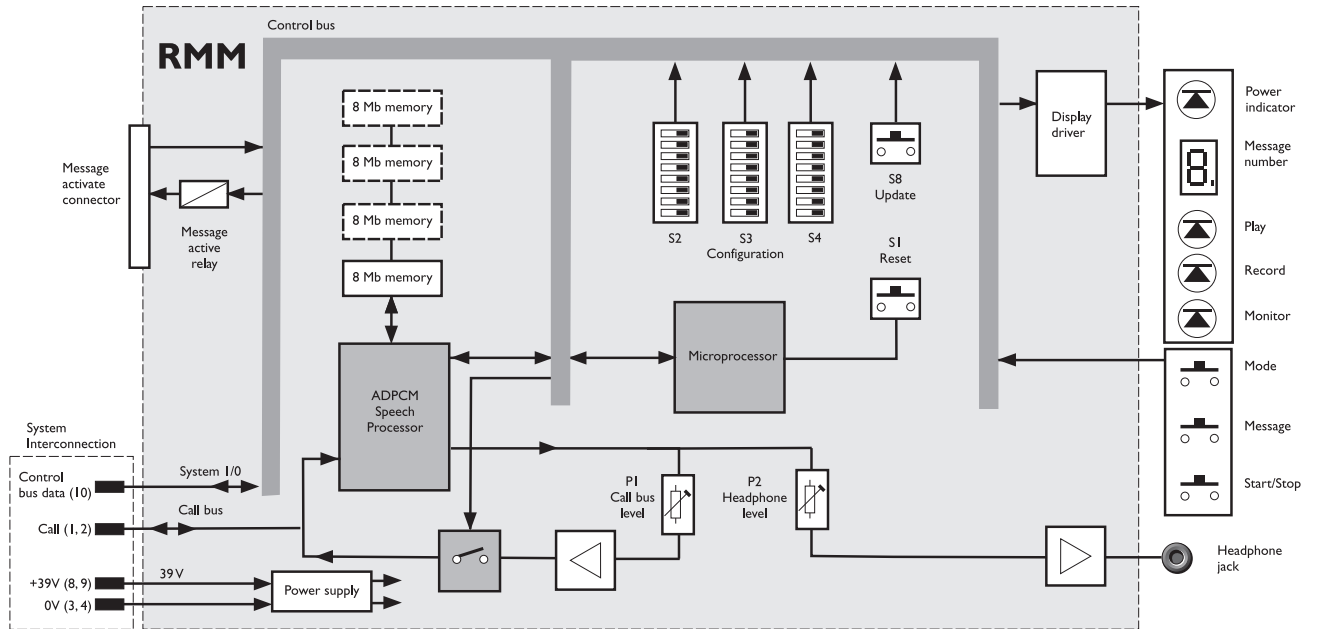 Control bus
RMM
8 Mb memory
8 Mb memory
8 Mb memory
8 Mb memory
Message
activate
connector
Message
active
relay
S2
S3
S4
Configuration
S8
Update
S1
Reset
Display
driver
Power
indicator
Message
number
8.
Play
Record
Monitor
Mode
Message
Start/Stop
Microprocessor
ADPCM
Speech
Processor
System
Interconnection
Control
bus data (10)
System I/0
Call (1, 2)
Call bus
+39V (8, 9)
39 V
0V (3, 4)
Power supply
P1
Call bus
level
P2
Headphone
level
Headphone
jack